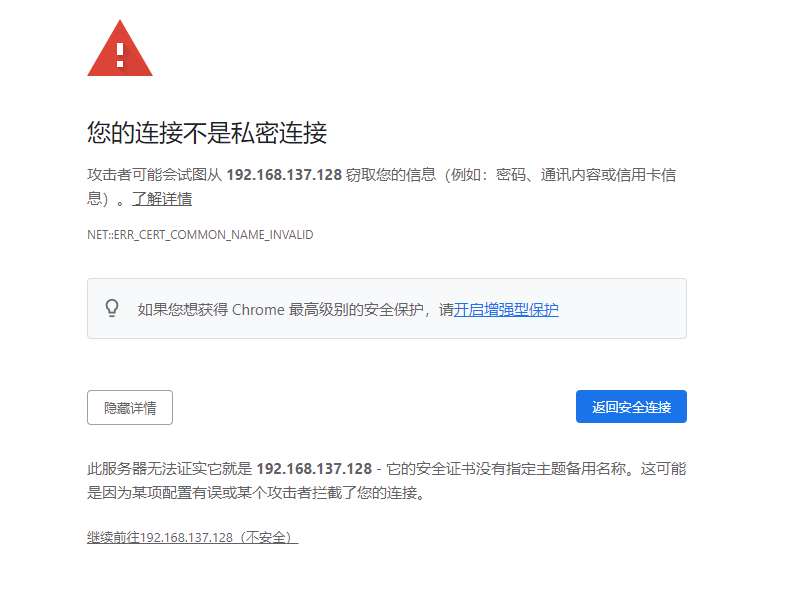 您的连接不是私密连接
攻击者可能会试图从 192.168.137.128 窃取您的信息（例如：密码、通讯内容或信用卡信
息）。了解详情
NET::ERR_CERT_COMMON_NAME_INVALID
如果您想获得 Chrome 最高级别的安全保护，请开启增强型保护
隐藏详情
返回安全连接
此服务器无法证实它就是 192.168.137.128 - 它的安全证书没有指定主题备用名称。这可能
是因为某项配置有误或某个攻击者拦截了您的连接。
继续前往192.168.137.128（不安全）